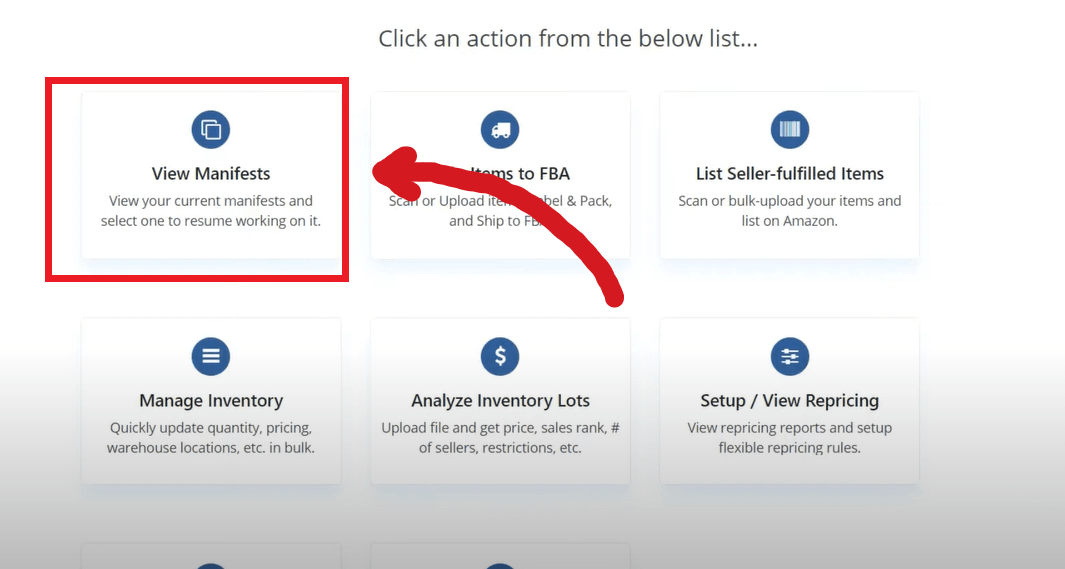 Click an action from the below list...
View Manifests
View your current manifests and
select one to resume working on it.
Items to FBA
Scan or Upload & Pack,
and Ship to
List Seller-fulfilled Items
Scan or bulk-upload your items and
list on Amazon.
Manage Inventory
Quickly update quantity, pricing,
warehouse locations, etc. in bulk.
Analyze Inventory Lots
Upload file and get price, sales rank, #
of sellers, restrictions, etc.
Setup / View Repricing
View repricing reports and setup
flexible repricing rules.